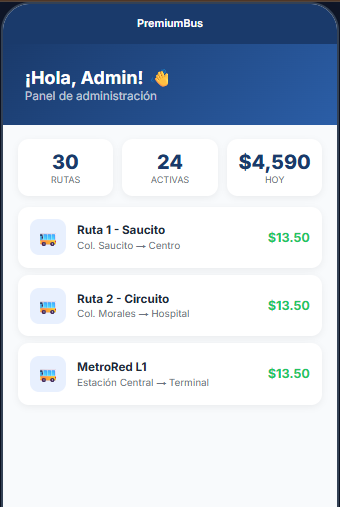 PremiumBus
¡Hola, Admin! 👋
Panel de administración
30
RUTAS
24
ACTIVAS
$4,590
HOY
Ruta 1 - Saucito
Col. Saucito → Centro
$13.50
Ruta 2 - Circuito
Col. Morales → Hospital
$13.50
MetroRed L1
Estación Central → Terminal
$13.50